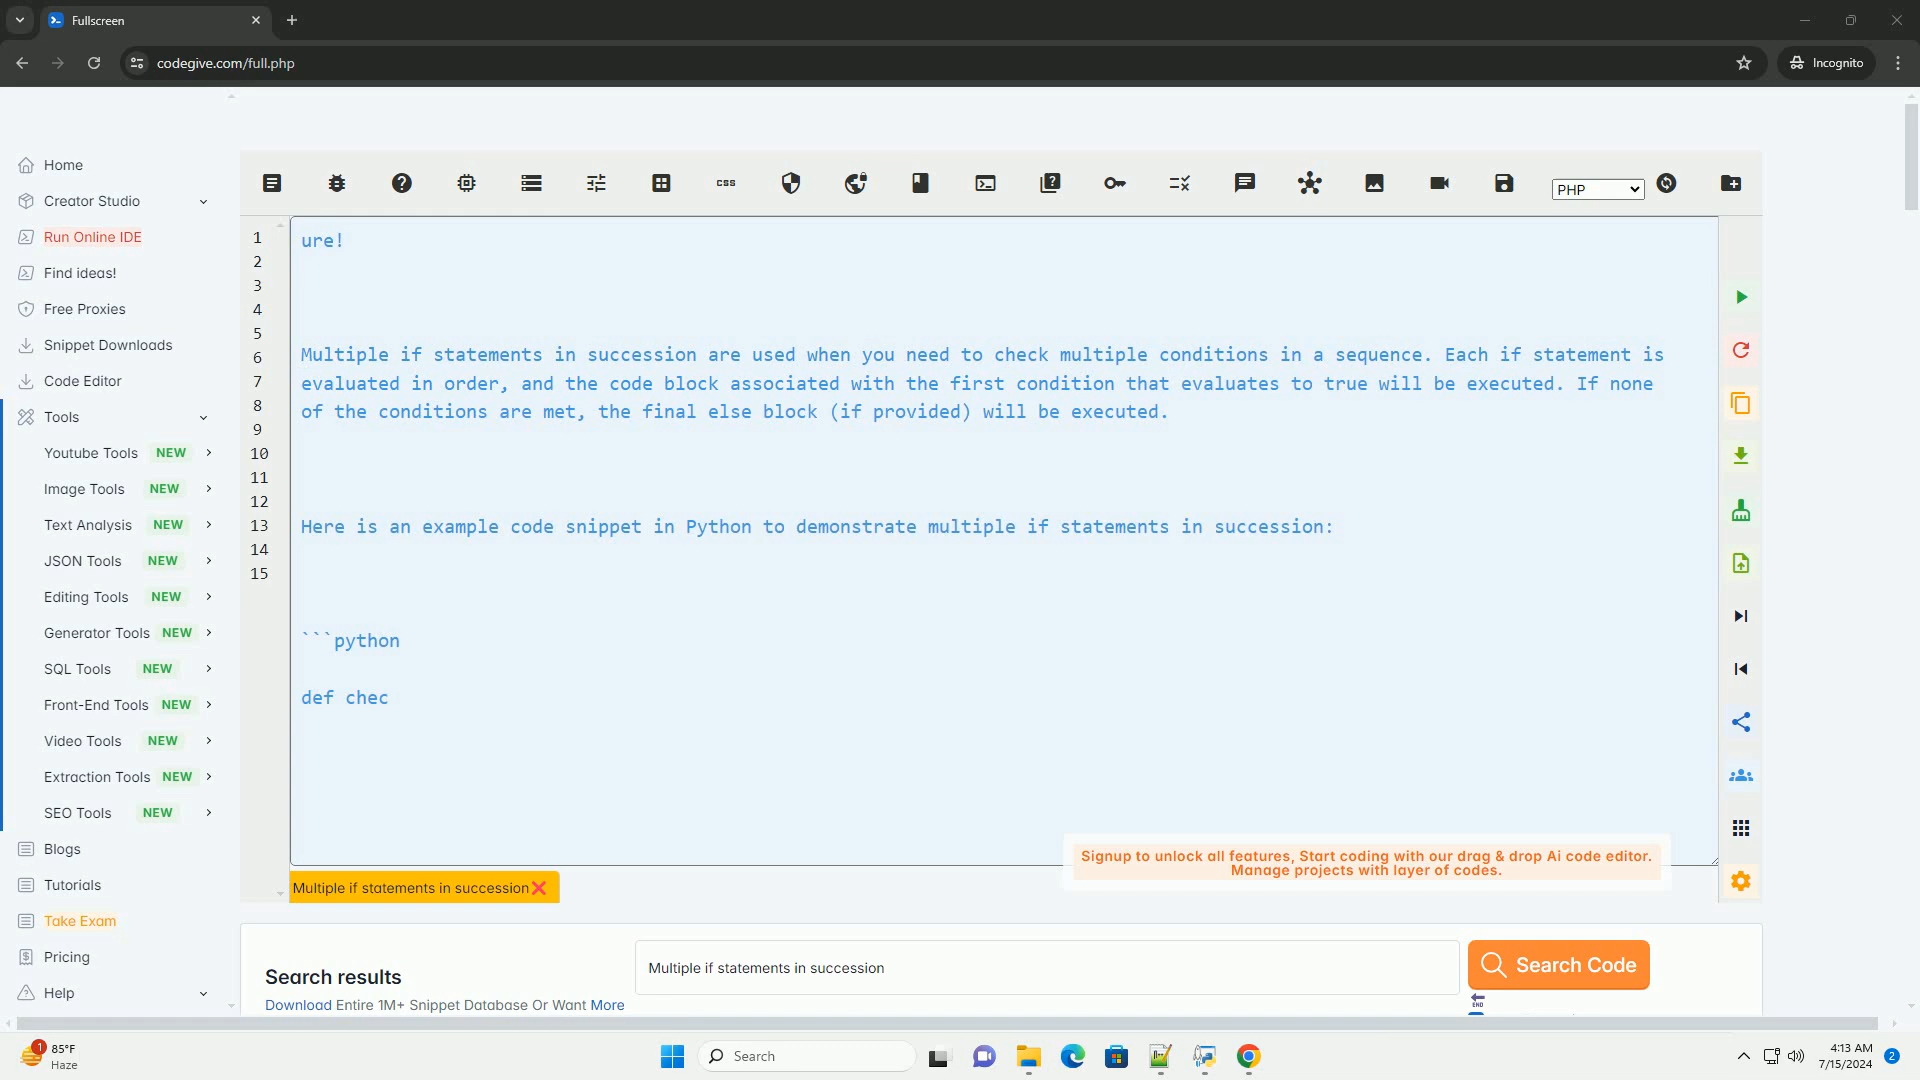 Fullscreen
codegive.com/full.php
Incognito
Home
Creator Studio
Run Online IDE
Find ideas!
Free Proxies
Snippet Downloads
Code Editor
Tools
Youtube Tools NEW
Image Tools NEW
Text Analysis NEW
JSON Tools NEW
Editing Tools NEW
Generator Tools NEW
SQL Tools NEW
Front-End Tools NEW
Video Tools NEW
Extraction Tools NEW
SEO Tools NEW
Blogs
Tutorials
Take Exam
Pricing
Help
css
PHP
1
2
3
4
5
6
7
8
9
10
11
12
13
14
15
ure!
Multiple if statements in succession are used when you need to check multiple conditions in a sequence. Each if statement is
evaluated in order, and the code block associated with the first condition that evaluates to true will be executed. If none
of the conditions are met, the final else block (if provided) will be executed.
Here is an example code snippet in Python to demonstrate multiple if statements in succession:
```python
def chec
Signup to unlock all features, Start coding with our drag & drop Ai code editor.
Manage projects with layer of codes.
Multiple if statements in succession
Search results
Multiple if statements in succession
Search Code
Download Entire 1M+ Snippet Database Or Want More
END
1
85°F
Haze
Search
4:13 AM
7/15/2024
2